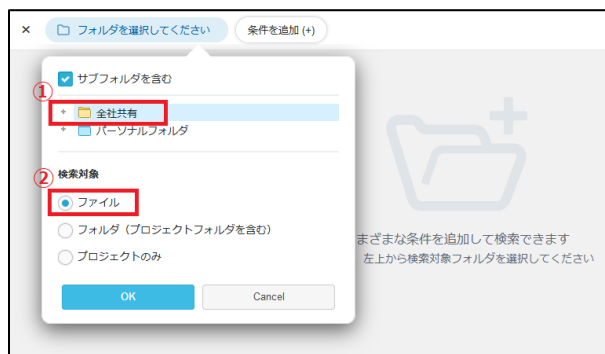 × フォルダを選択してください 条件を追加 (+)
サブフォルダを含む
①
全社共有
パーソナルフォルダ
② 検索対象
ファイル
フォルダ（プロジェクトフォルダを含む）
まざまな条件を追加して検索できます
プロジェクトのみ
左上から検索対象フォルダを選択してください
OK Cancel